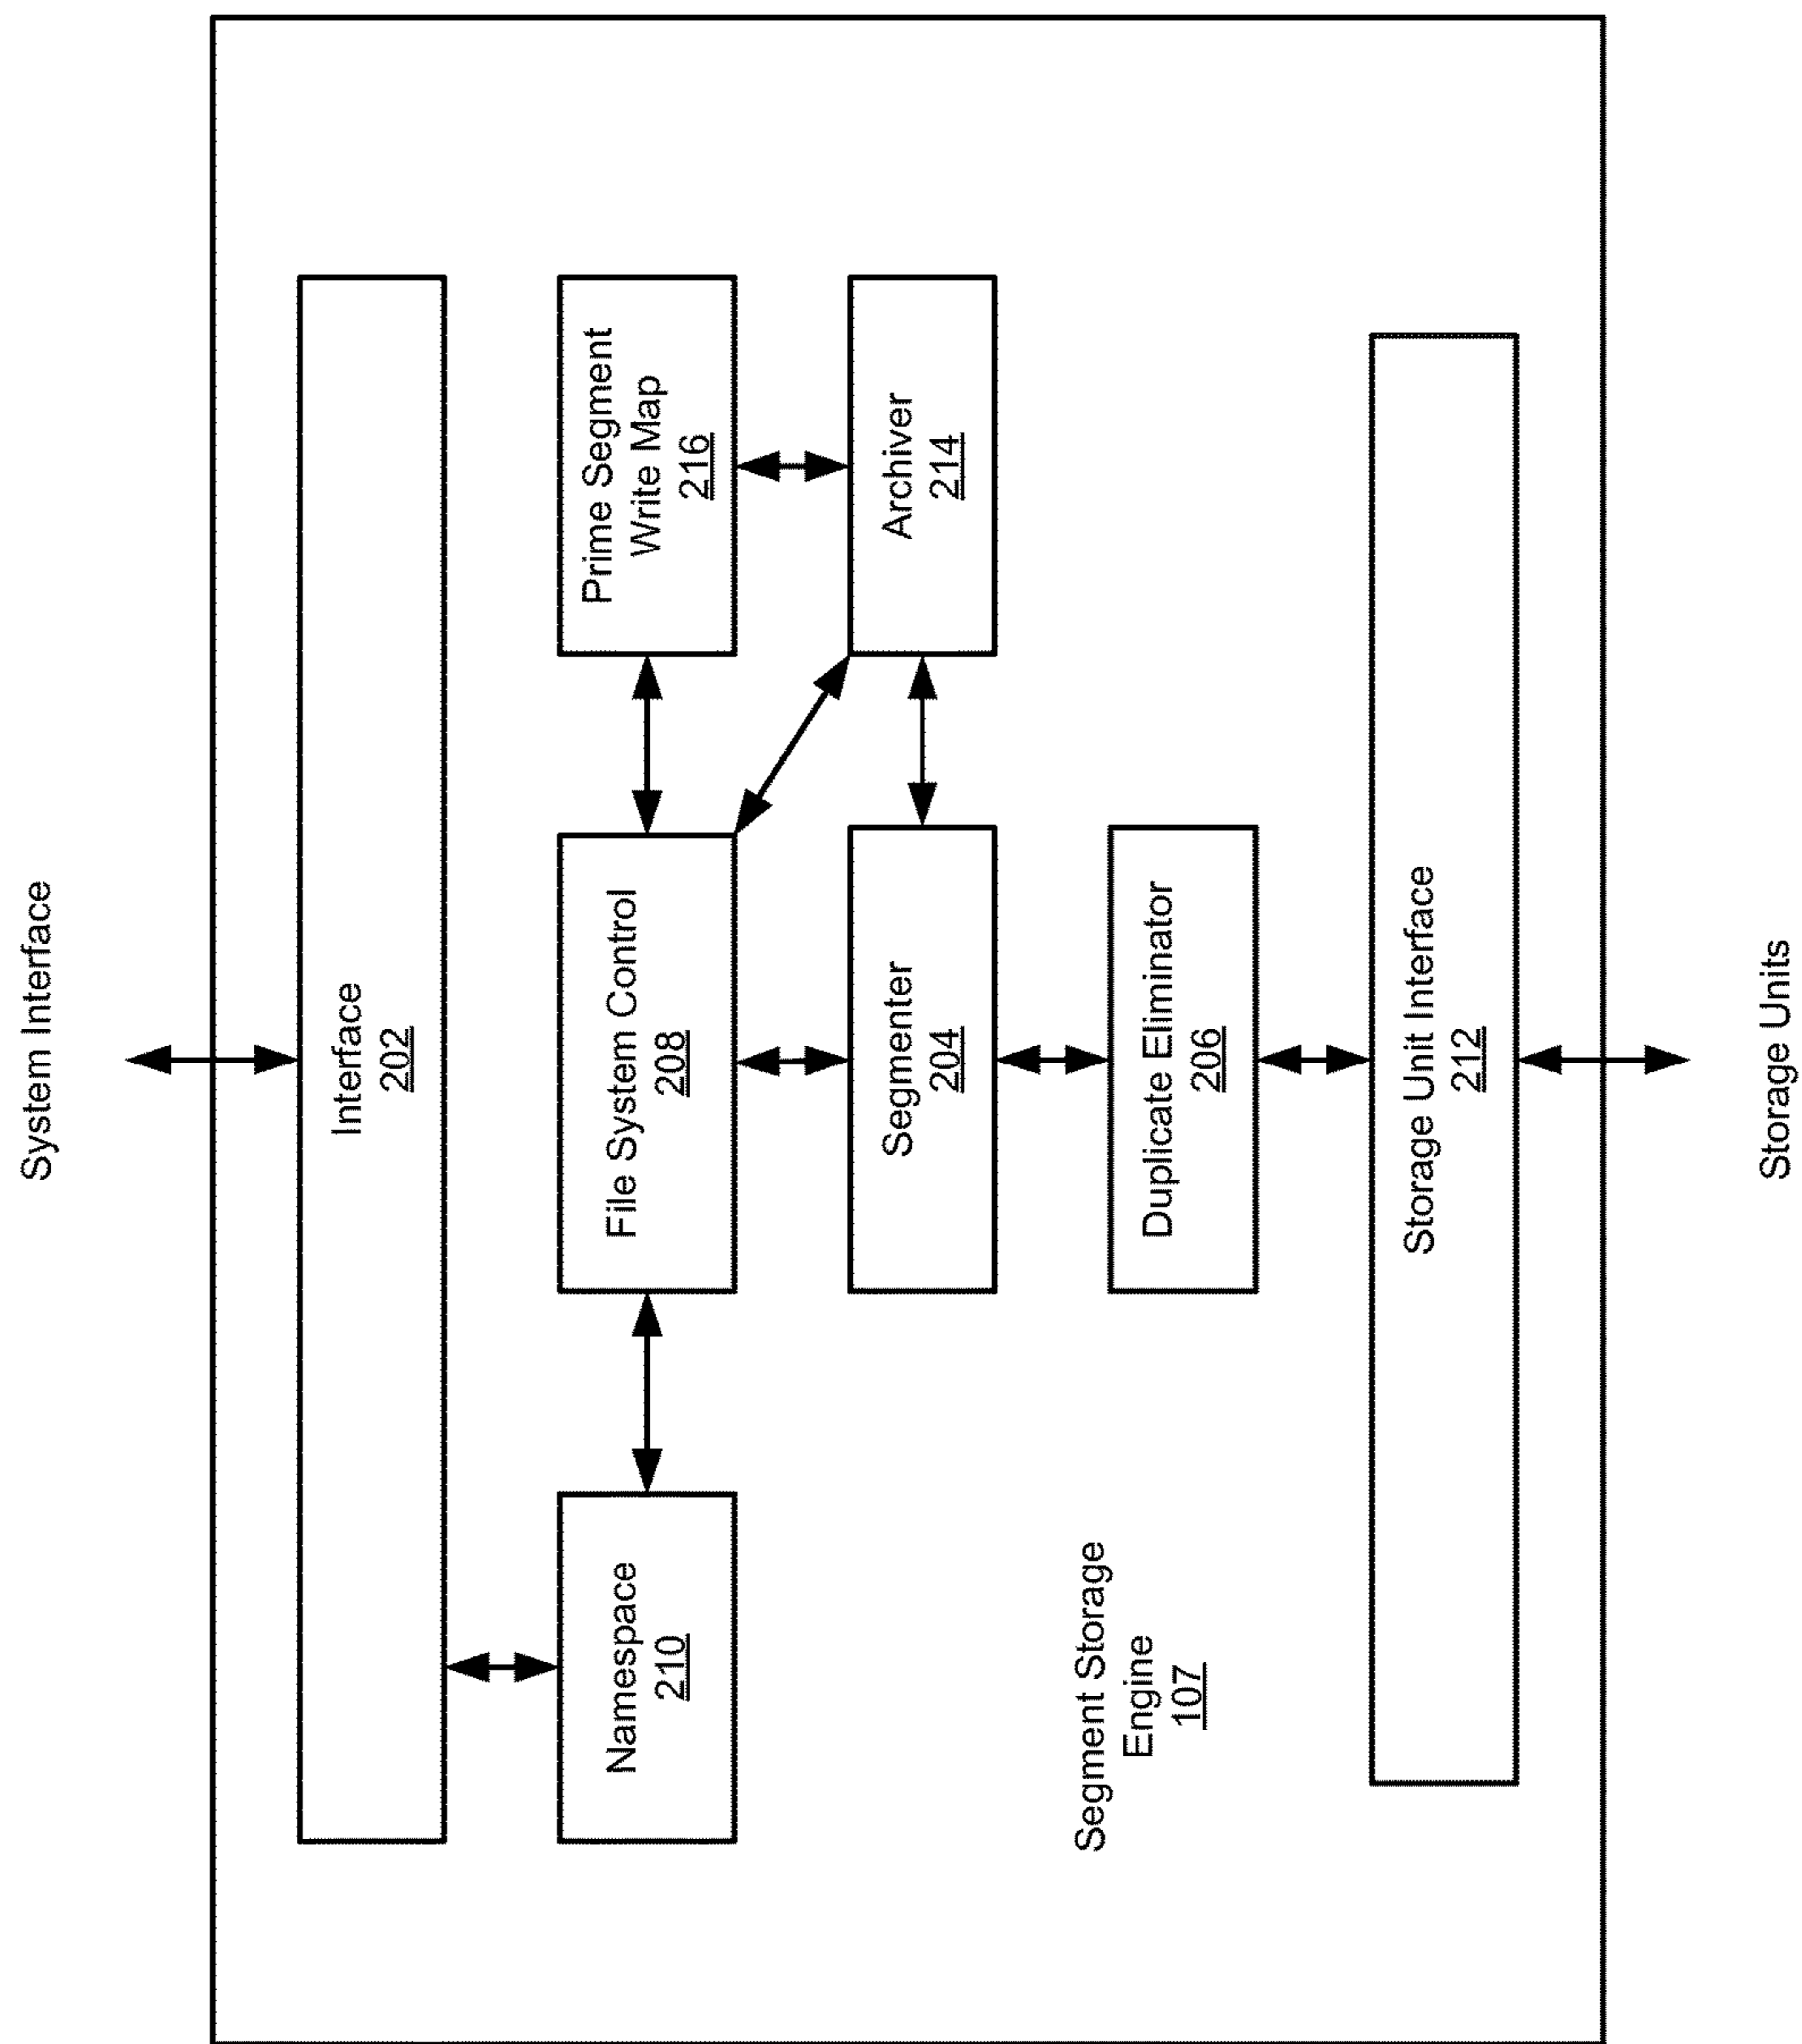 System Interface
Interface
202
Namespace
210
File System Control
208
Prime Segment
Write Map
216
Segmenter
204
Archiver
214
Segment Storage
Engine
107
Duplicate Eliminator
206
Storage Unit Interface
212
Storage Units